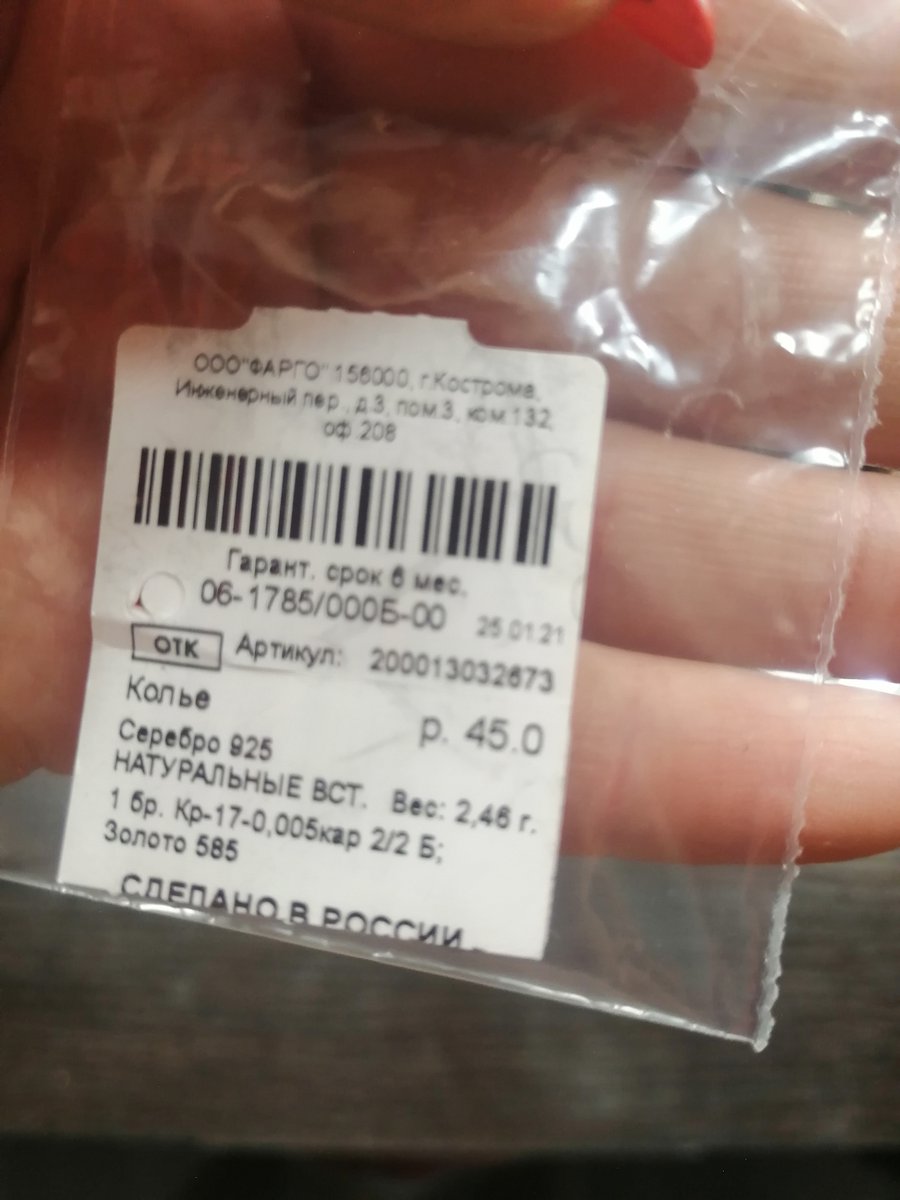 ООО"ФАРГО" 156000, г.Кострома,
Инженерный пер., д.3, пом.3, ком.132,
оф.208
Гарант. срок 6 мес.
06-1785/000Б-00
25.01.21
ОТК Артикул: 200013032673
Колье
р. 45.0
Серебро 925
НАТУРАЛЬНЫЕ ВСТ. Вес: 2,46 г.
1 бр. Кр-17-0,005кар 2/2 Б;
Золото 585
СДЕЛАНО В РОССИИ